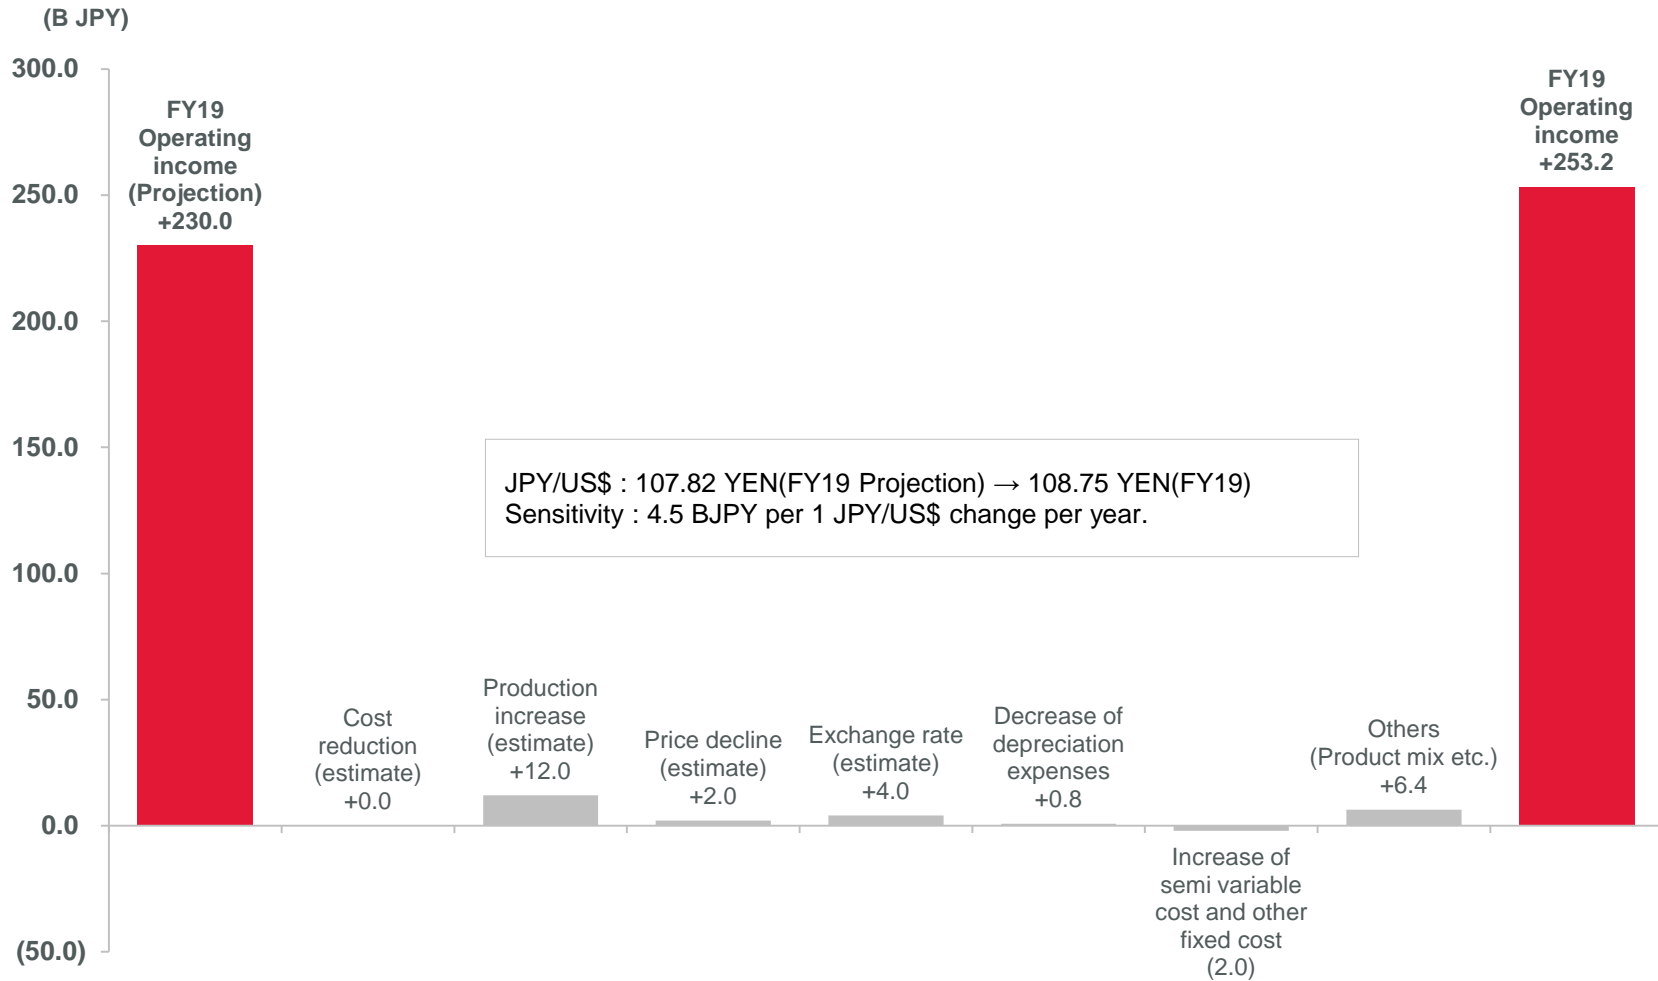 (B JPY)
300.0
250.0
200.0
150.0
100.0
50.0
0.0
(50.0)
FY19
Operating
income
(Projection)
+230.0
Cost
reduction
(estimate)
+0.0
Production
increase
(estimate)
+12.0
Price decline
(estimate)
+2.0
Exchange rate
(estimate)
+4.0
Decrease of
depreciation
expenses
+0.8
Increase of
semi variable
cost and other
fixed cost
(2.0)
Others
(Product mix etc.)
+6.4
FY19
Operating
income
+253.2
JPY/US$ : 107.82 YEN(FY19 Projection) → 108.75 YEN(FY19)
Sensitivity : 4.5 BJPY per 1 JPY/US$ change per year.